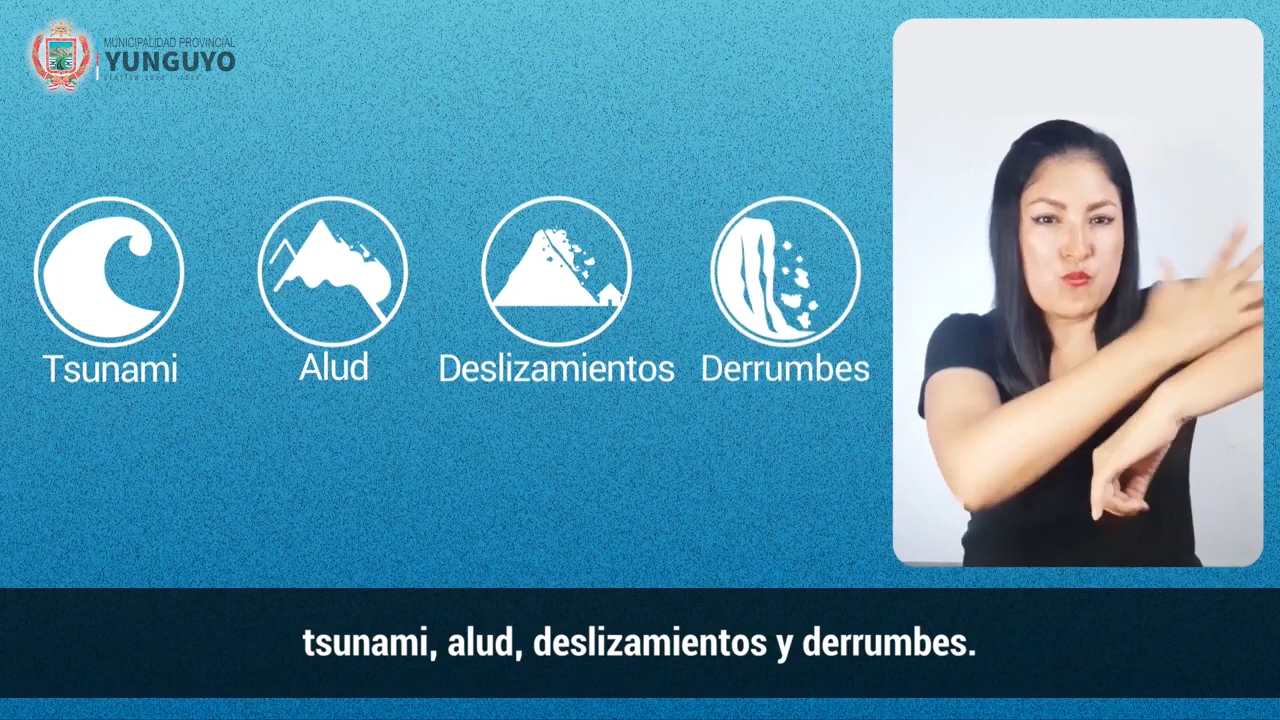 MUNICIPALIDAD PROVINCIAL
YUNGUYO
Tsunami
Alud
Deslizamientos
Derrumbes
tsunami, alud, deslizamientos y derrumbes.